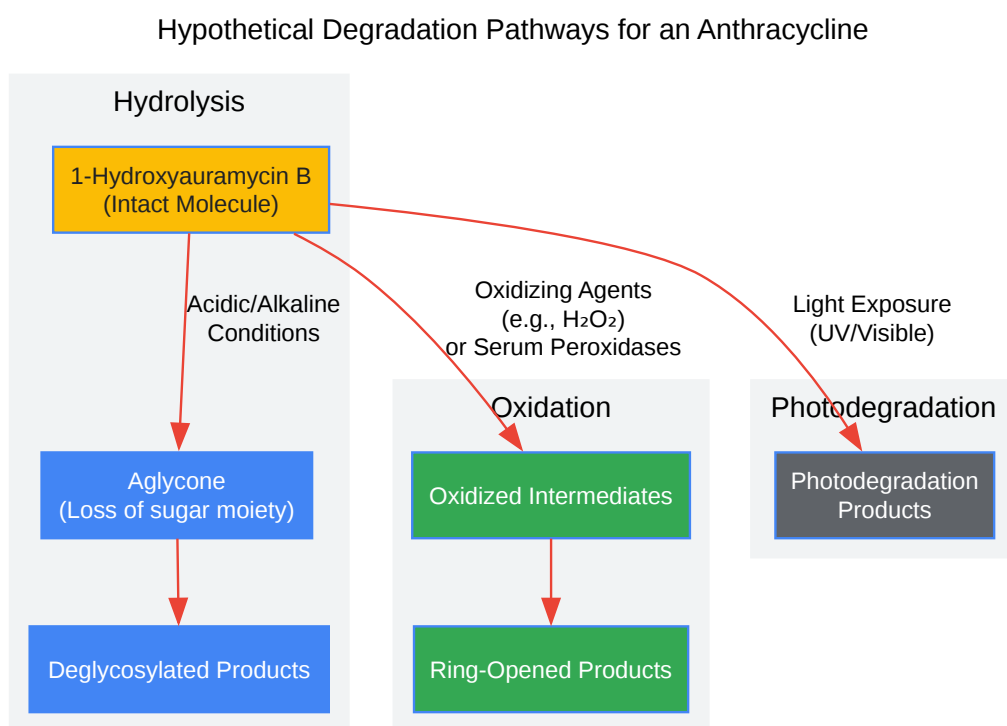 Hypothetical Degradation Pathways for an Anthracycline
Hydrolysis
1-Hydroxyauramycin B
(Intact Molecule)
Acidic/Alkaline
Conditions
Oxidizing Agents
(e.g., H₂O₂)
or Serum Peroxidases
Light Exposure
(UV/Visible)
Oxidation
Photodegradation
Aglycone
(Loss of sugar moiety)
Oxidized Intermediates
Photodegradation
Products
Deglycosylated Products
Ring-Opened Products